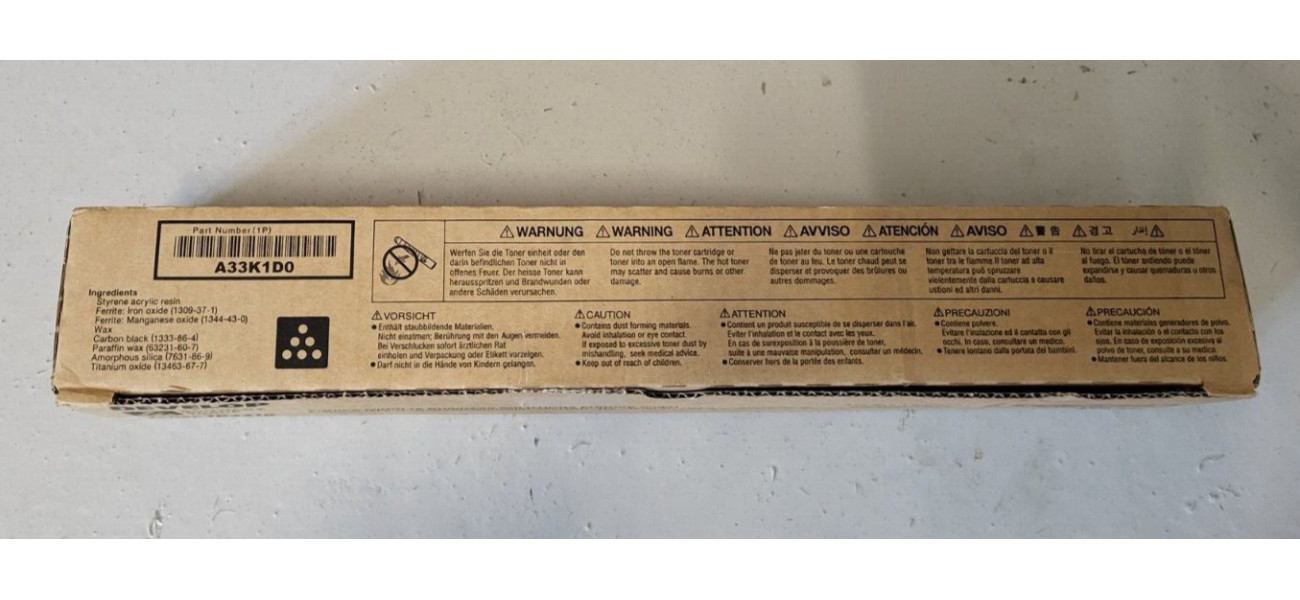 Part Number(1P)
A33K1D0
Ingredients
Styrene acrylic resin
Ferrite: Iron oxide (1309-37-1)
Ferrite: Manganese oxide (1344-43-0)
Wax
Carbon black (1333-86-4)
Paraffin wax (63231-60-7)
Amorphous silica (7631-86-9)
Titanium oxide (13463-67-7)
⚠WARNUNG ⚠WARNING ⚠ATTENTION ⚠AVVISO ⚠ATENCIÓN ⚠AVISO ⚠警告 ⚠경고
Werfen Sie die Toner einheit oder den
darin befindlichen Toner nicht in
offenes Feuer. Der heisse Toner kann
herausspritzen und Brandwunden oder
andere Schäden verursachen.
Do not throw the toner cartridge or
toner into an open flame. The hot toner
may scatter and cause burns or other
damage.
Ne pas jeter du toner ou une cartouche
de toner au feu. Le toner chaud peut se
disperser et provoquer des brûlures ou
autres dommages.
Non gettare la cartuccia del toner o il
toner tra le fiamme. Il toner ad alta
temperatura può spruzzare
violentemente dalla cartuccia e causare
ustioni ed altri danni.
No tirar el cartucho de tóner o el tóner
al fuego. El tóner ardiendo puede
expandirse y causar quemaduras u otros
daños.
⚠VORSICHT
● Enthält staubbildende Materialien.
Nicht einatmen; Berührung mit den Augen vermeiden.
Bei Verschlucken sofort ärztlichen Rat
einholen und Verpackung oder Etikett vorzeigen.
● Darf nicht in die Hände von Kindern gelangen.
⚠CAUTION
● Contains dust forming materials.
Avoid inhalation or eye contact.
If exposed to excessive toner dust by
mishandling, seek medical advice.
● Keep out of reach of children.
⚠ATTENTION
● Contient un produit susceptible de se disperser dans l'air.
Eviter l'inhalation et le contact avec les yeux.
En cas de surexposition à la poussière de toner,
suite à une mauvaise manipulation, consulter un médecin.
● Conserver hors de la portée des enfants.
⚠PRECAUZIONI
● Contiene polvere.
Evitare l'inalazione ed il contatto con gli
occhi. In caso, consultare un medico.
● Tenere lontano dalla portata dei bambini.
⚠PRECAUCIÓN
● Contiene materiales generadores de polvo.
Evitar la inhalación o el contacto con los
ojos. En caso de exposición excesiva al
polvo de toner, consulte a su medico.
● Mantener fuera del alcance de los niños.
DEVELOP